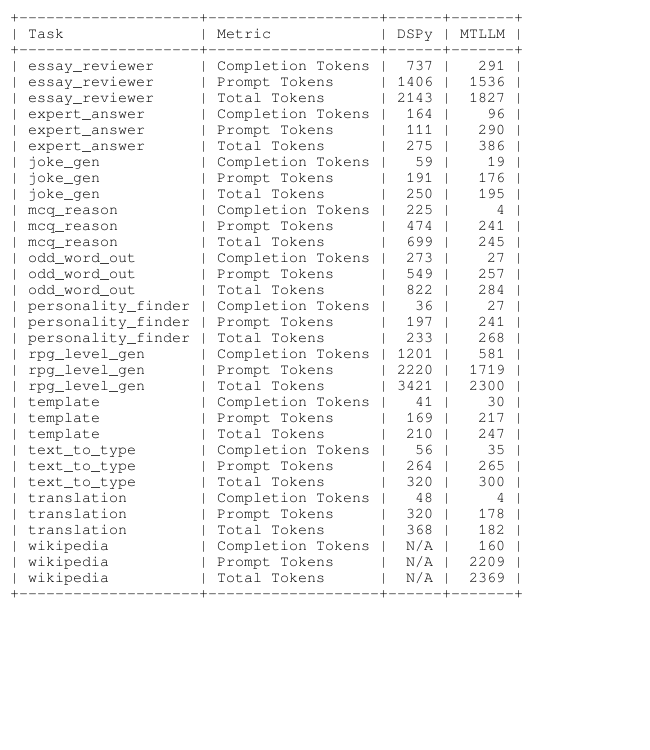 +---------------------+-------------------+------+-------+
| Task                | Metric            | DSPy | MTLLM |
+---------------------+-------------------+------+-------+
| essay_reviewer      | Completion Tokens |  737 |   291 |
| essay_reviewer      | Prompt Tokens     | 1406 |  1536 |
| essay_reviewer      | Total Tokens      | 2143 |  1827 |
| expert_answer       | Completion Tokens |  164 |    96 |
| expert_answer       | Prompt Tokens     |  111 |   290 |
| expert_answer       | Total Tokens      |  275 |   386 |
| joke_gen            | Completion Tokens |   59 |    19 |
| joke_gen            | Prompt Tokens     |  191 |   176 |
| joke_gen            | Total Tokens      |  250 |   195 |
| mcq_reason          | Completion Tokens |  225 |     4 |
| mcq_reason          | Prompt Tokens     |  474 |   241 |
| mcq_reason          | Total Tokens      |  699 |   245 |
| odd_word_out        | Completion Tokens |  273 |    27 |
| odd_word_out        | Prompt Tokens     |  549 |   257 |
| odd_word_out        | Total Tokens      |  822 |   284 |
| personality_finder  | Completion Tokens |   36 |    27 |
| personality_finder  | Prompt Tokens     |  197 |   241 |
| personality_finder  | Total Tokens      |  233 |   268 |
| rpg_level_gen       | Completion Tokens | 1201 |   581 |
| rpg_level_gen       | Prompt Tokens     | 2220 |  1719 |
| rpg_level_gen       | Total Tokens      | 3421 |  2300 |
| template            | Completion Tokens |   41 |    30 |
| template            | Prompt Tokens     |  169 |   217 |
| template            | Total Tokens      |  210 |   247 |
| text_to_type        | Completion Tokens |   56 |    35 |
| text_to_type        | Prompt Tokens     |  264 |   265 |
| text_to_type        | Total Tokens      |  320 |   300 |
| translation         | Completion Tokens |   48 |     4 |
| translation         | Prompt Tokens     |  320 |   178 |
| translation         | Total Tokens      |  368 |   182 |
| wikipedia           | Completion Tokens |  N/A |   160 |
| wikipedia           | Prompt Tokens     |  N/A |  2209 |
| wikipedia           | Total Tokens      |  N/A |  2369 |
+---------------------+-------------------+------+-------+